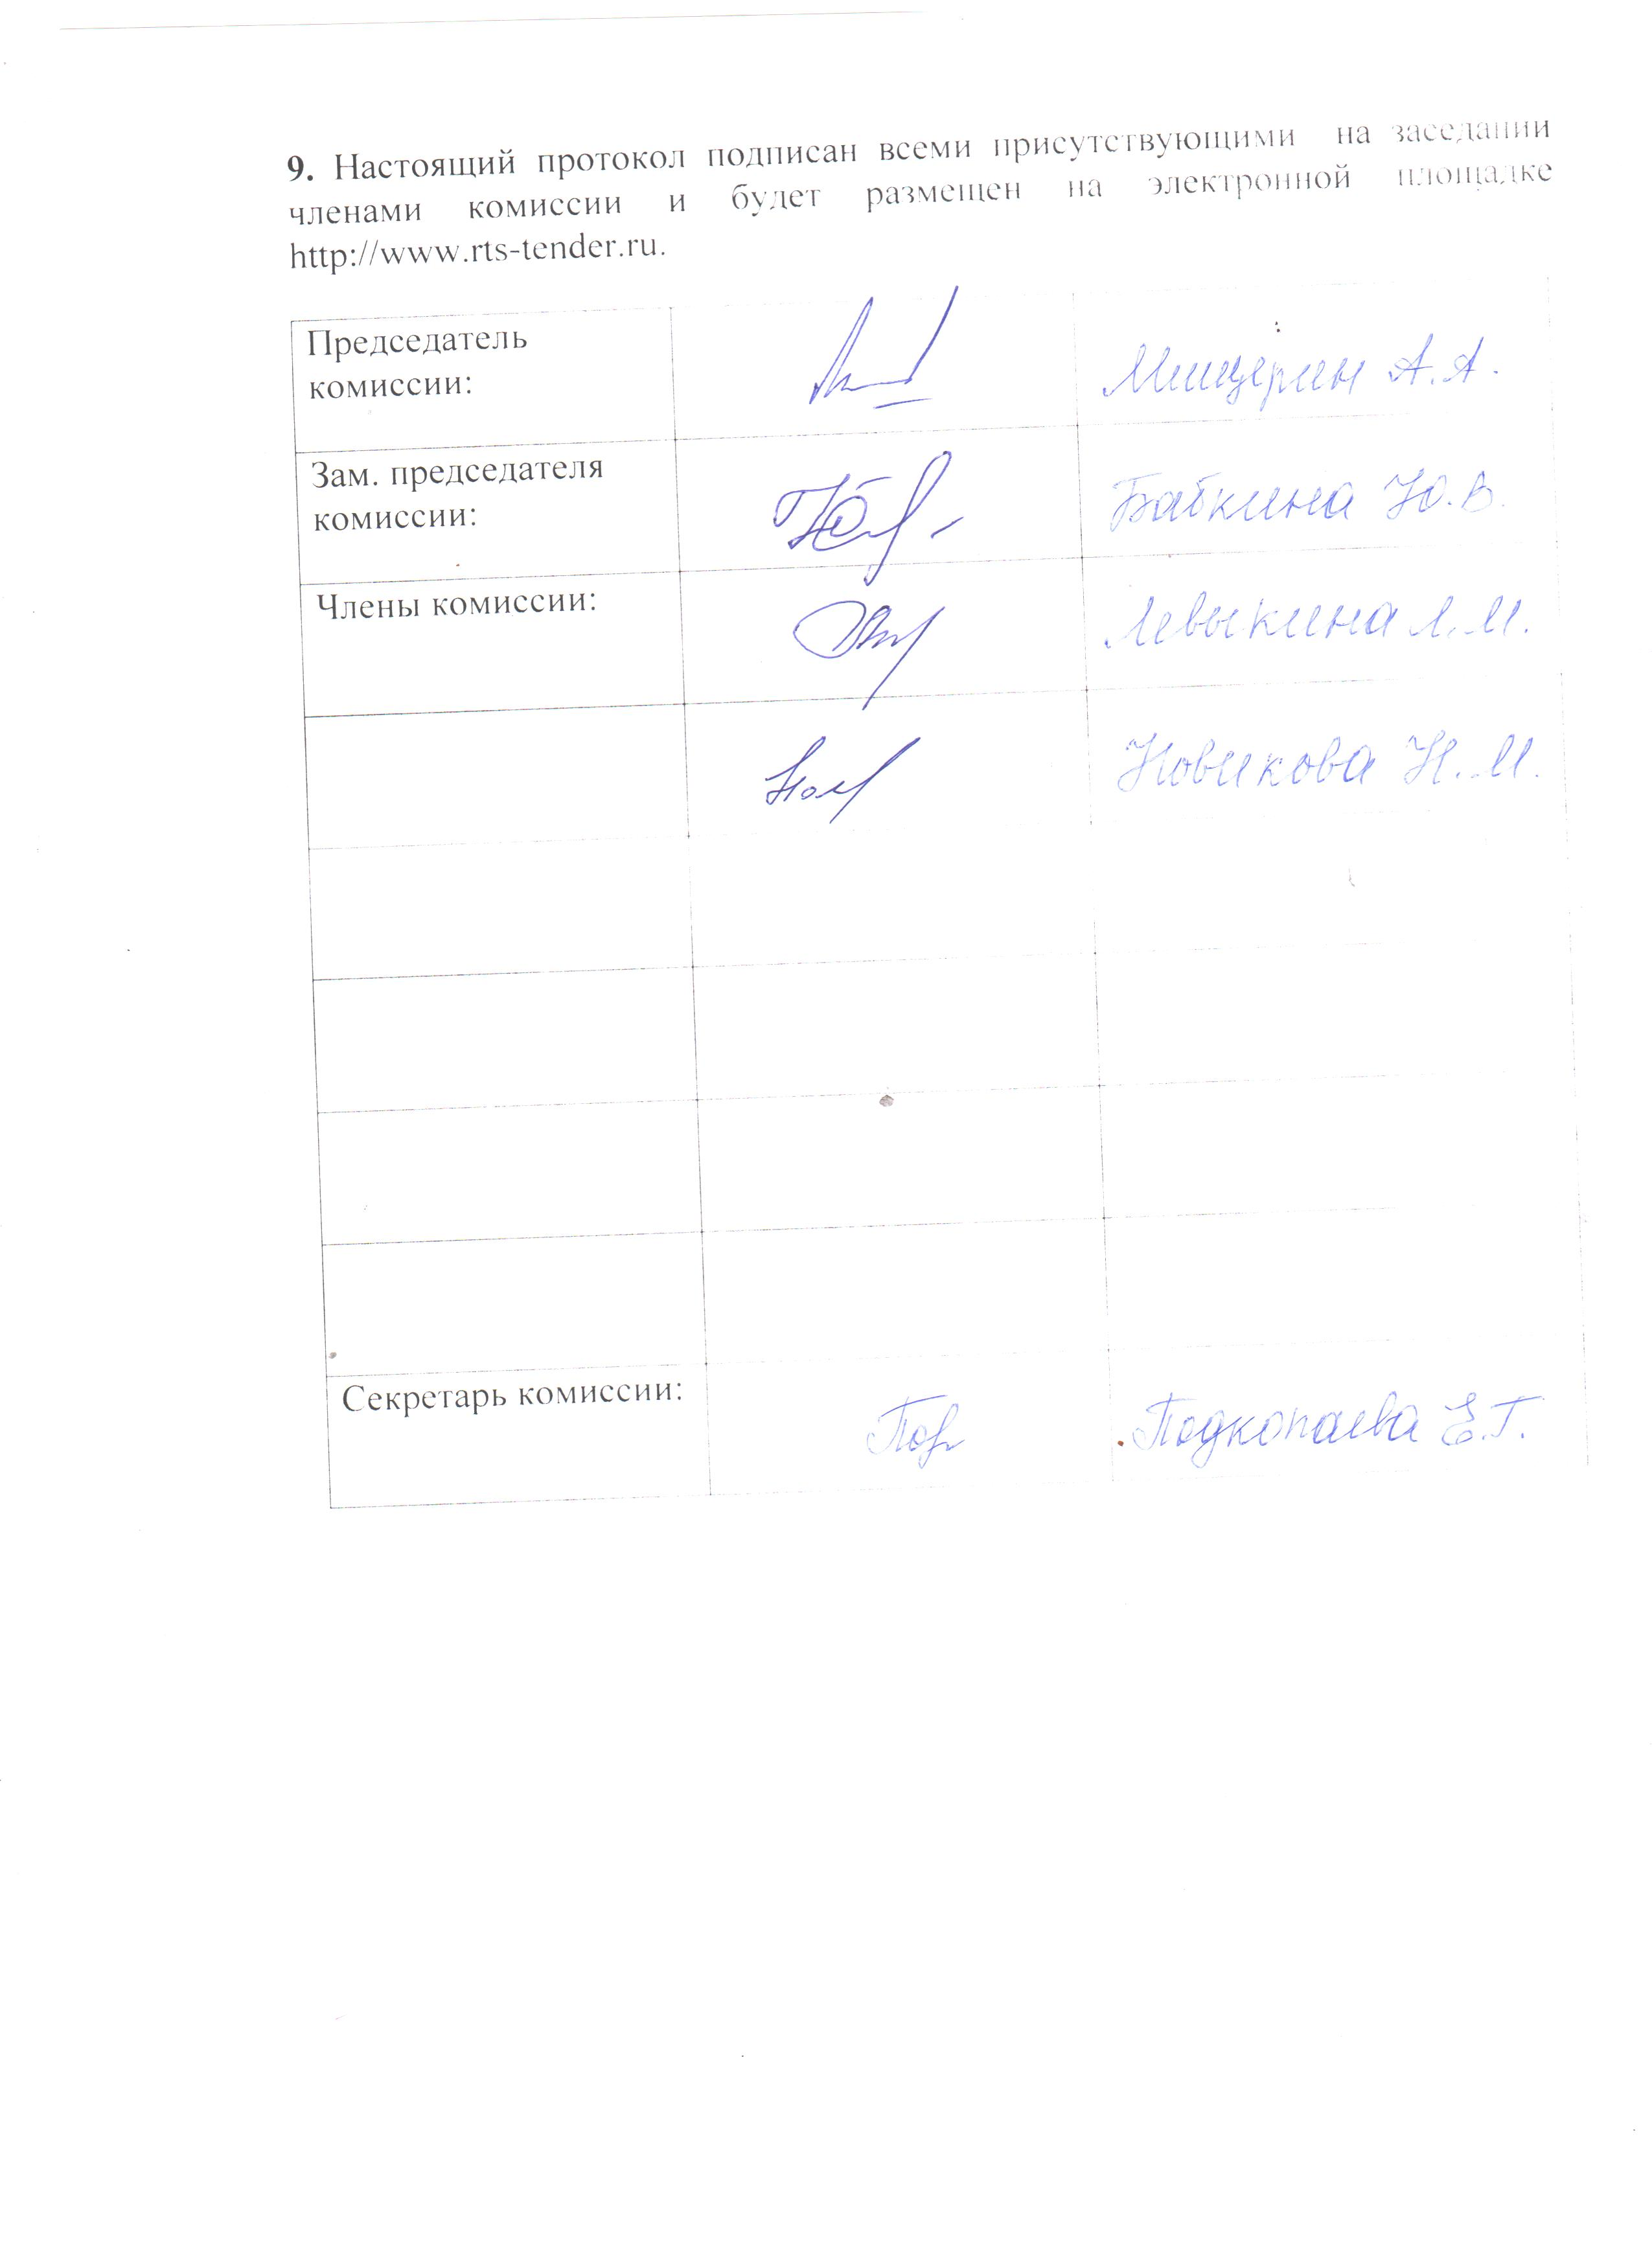 9. Настоящий протокол подписан всеми присутствующими на заседании
членами комиссии и будет размещен на электронной площадке
http://www.rts-tender.ru.
Председатель
комиссии:
Мищерин А.А.
Зам. председателя
комиссии:
Бабкина Ю.В.
Члены комиссии:
Левыкина Л.И.
Новикова Н.И.
Секретарь комиссии:
Подкопаева Е.Г.